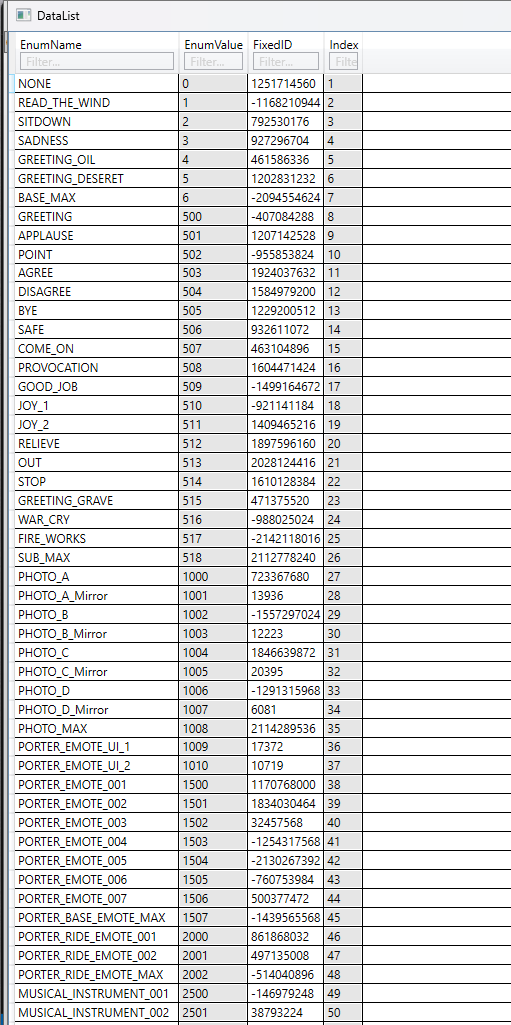 DataList
EnumName EnumValue FixedID Index
Filter... Filter... Filter... Filte
NONE 0 1251714560 1
READ_THE_WIND 1 -1168210944 2
SITDOWN 2 792530176 3
SADNESS 3 927296704 4
GREETING_OIL 4 461586336 5
GREETING_DESERET 5 1202831232 6
BASE_MAX 6 -2094554624 7
GREETING 500 -407084288 8
APPLAUSE 501 1207142528 9
POINT 502 -955853824 10
AGREE 503 1924037632 11
DISAGREE 504 1584979200 12
BYE 505 1229200512 13
SAFE 506 932611072 14
COME_ON 507 463104896 15
PROVOCATION 508 1604471424 16
GOOD_JOB 509 -1499164672 17
JOY_1 510 -921141184 18
JOY_2 511 1409465216 19
RELIEVE 512 1897596160 20
OUT 513 2028124416 21
STOP 514 1610128384 22
GREETING_GRAVE 515 471375520 23
WAR_CRY 516 -988025024 24
FIRE_WORKS 517 -2142118016 25
SUB_MAX 518 2112778240 26
PHOTO_A 1000 723367680 27
PHOTO_A_Mirror 1001 13936 28
PHOTO_B 1002 -1557297024 29
PHOTO_B_Mirror 1003 12223 30
PHOTO_C 1004 1846639872 31
PHOTO_C_Mirror 1005 20395 32
PHOTO_D 1006 -1291315968 33
PHOTO_D_Mirror 1007 6081 34
PHOTO_MAX 1008 2114289536 35
PORTER_EMOTE_UI_1 1009 17372 36
PORTER_EMOTE_UI_2 1010 10719 37
PORTER_EMOTE_001 1500 1170768000 38
PORTER_EMOTE_002 1501 1834030464 39
PORTER_EMOTE_003 1502 32457568 40
PORTER_EMOTE_004 1503 -1254317568 41
PORTER_EMOTE_005 1504 -2130267392 42
PORTER_EMOTE_006 1505 -760753984 43
PORTER_EMOTE_007 1506 500377472 44
PORTER_BASE_EMOTE_MAX 1507 -1439565568 45
PORTER_RIDE_EMOTE_001 2000 861868032 46
PORTER_RIDE_EMOTE_002 2001 497135008 47
PORTER_RIDE_EMOTE_MAX 2002 -514040896 48
MUSICAL_INSTRUMENT_001 2500 -146979248 49
MUSICAL_INSTRUMENT_002 2501 38793224 50